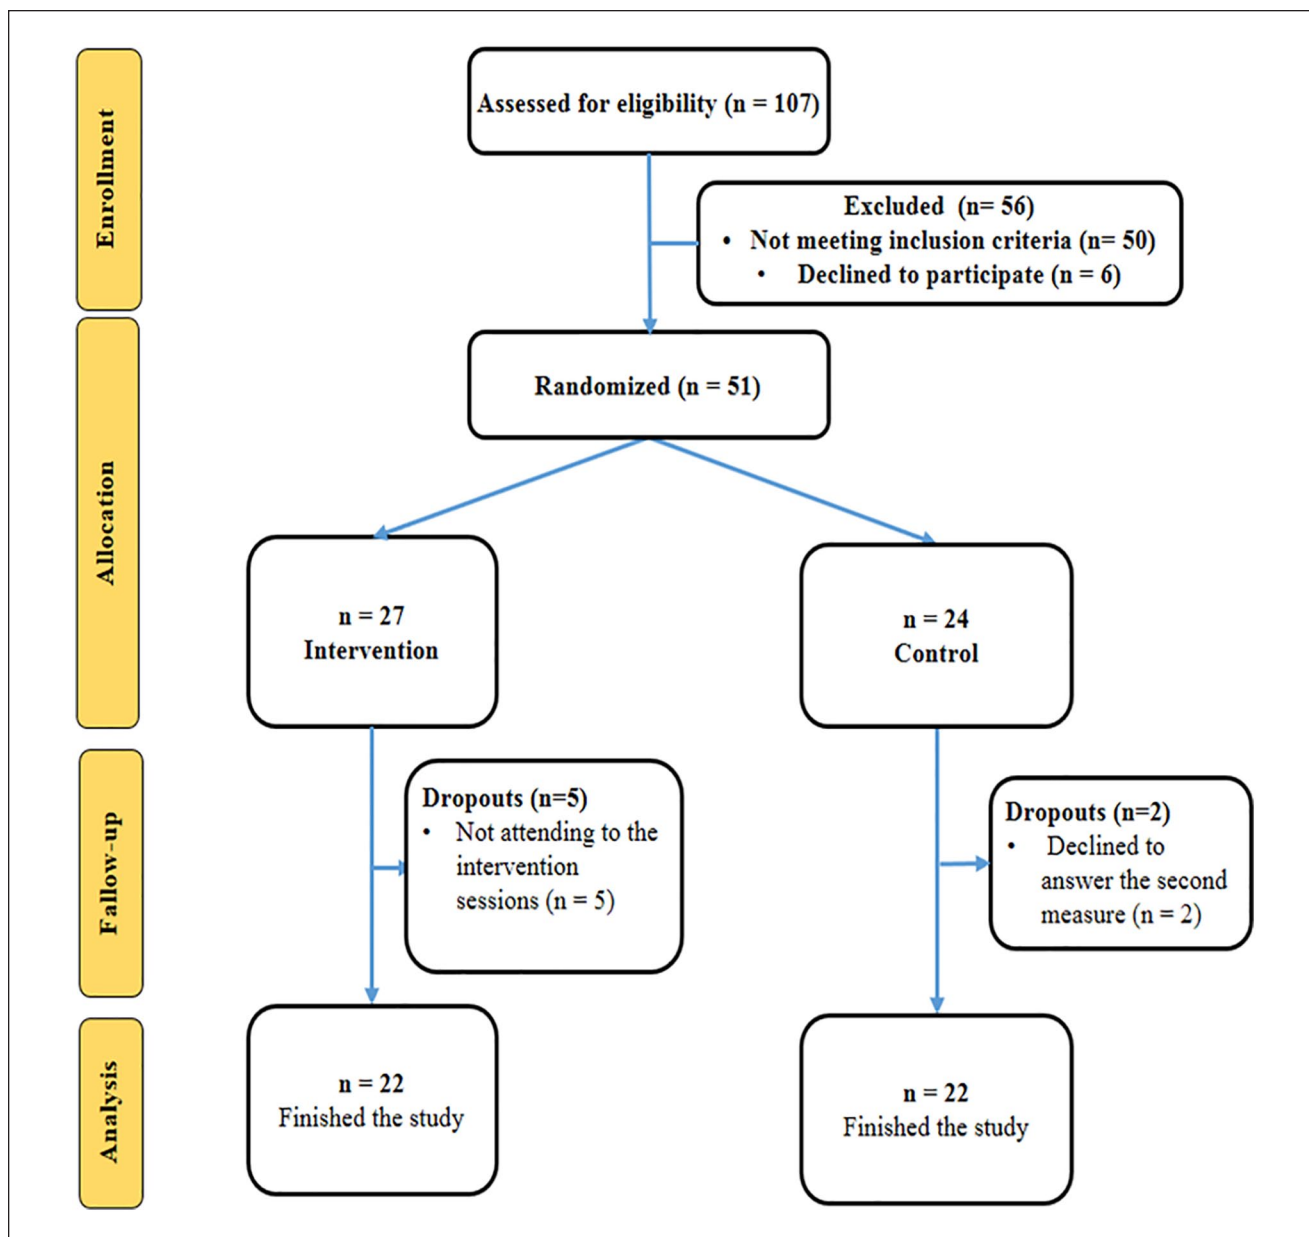 Enrollment
Assessed for eligibility (n = 107)
Excluded (n= 56)
• Not meeting inclusion criteria (n= 50)
• Declined to participate (n = 6)
Allocation
Randomized (n = 51)
n = 27
Intervention
n = 24
Control
Fallow-up
Dropouts (n=5)
• Not attending to the
intervention
sessions (n = 5)
Dropouts (n=2)
• Declined to
answer the second
measure (n = 2)
Analysis
n = 22
Finished the study
n = 22
Finished the study